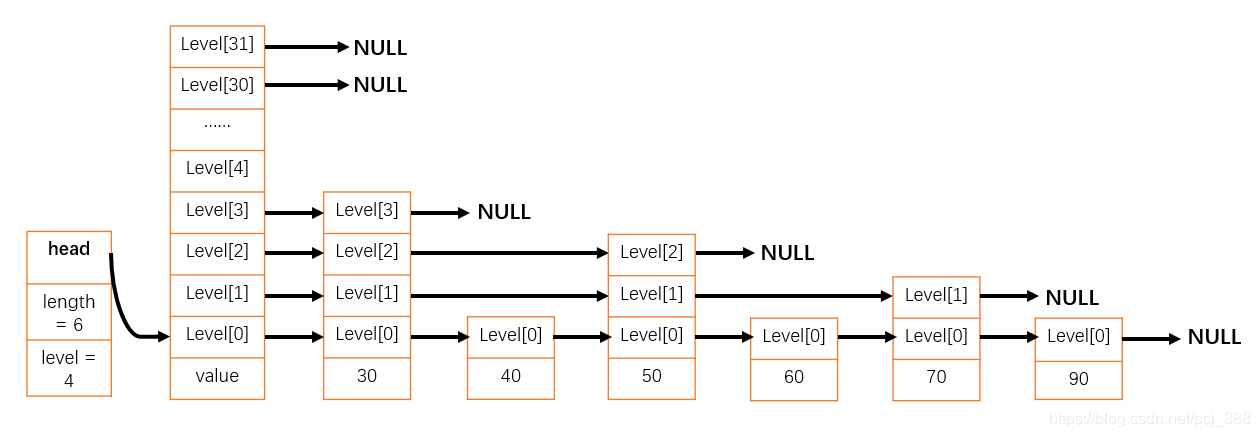 Level[31] NULL
Level[30] NULL
......
Level[4]
Level[3] Level[3] NULL
head Level[2] Level[2] Level[2] NULL
length
= 6
Level[1] Level[1] Level[1] Level[1] NULL
level =
4
Level[0] Level[0] Level[0] Level[0] Level[0] Level[0] Level[0] NULL
value 30 40 50 60 70 90
https://blog.csdn.net/pcj_888